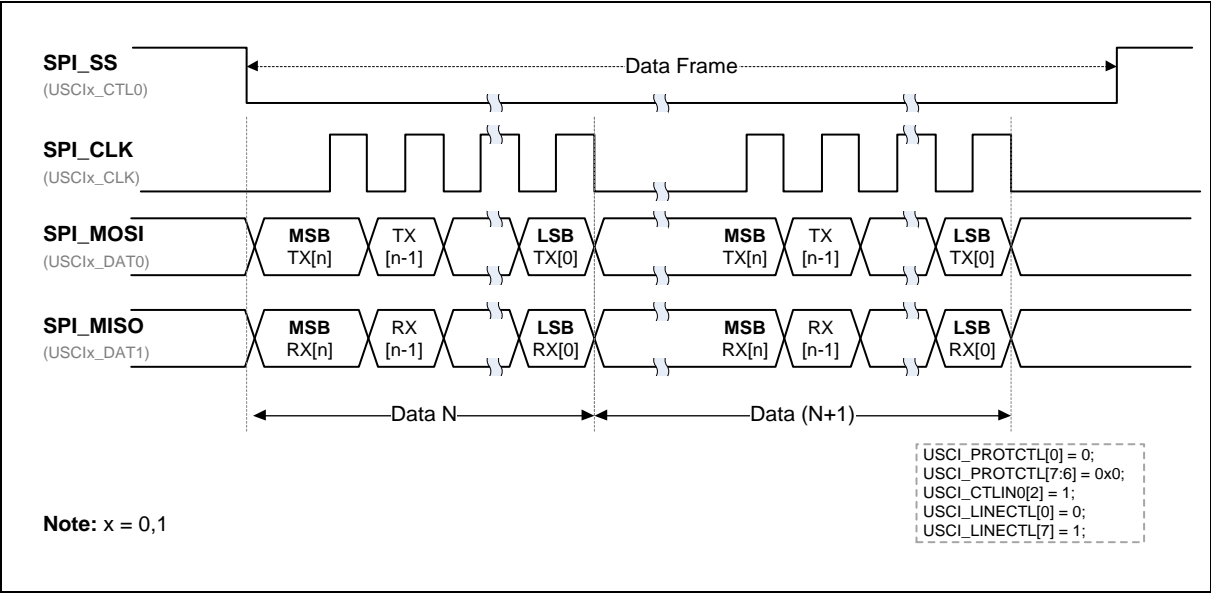 SPI_SS
(USCIx_CTL0)
Data Frame
SPI_CLK
(USCIx_CLK)
SPI_MOSI
(USCIx_DAT0)
MSB TX LSB MSB TX LSB
TX[n] [n-1] TX[0] TX[n] [n-1] TX[0]
SPI_MISO
(USCIx_DAT1)
MSB RX LSB MSB RX LSB
RX[n] [n-1] RX[0] RX[n] [n-1] RX[0]
Data N Data (N+1)
USCI_PROTCTL[0] = 0;
USCI_PROTCTL[7:6] = 0x0;
USCI_CTLIN0[2] = 1;
USCI_LINECTL[0] = 0;
USCI_LINECTL[7] = 1;
Note: x = 0,1